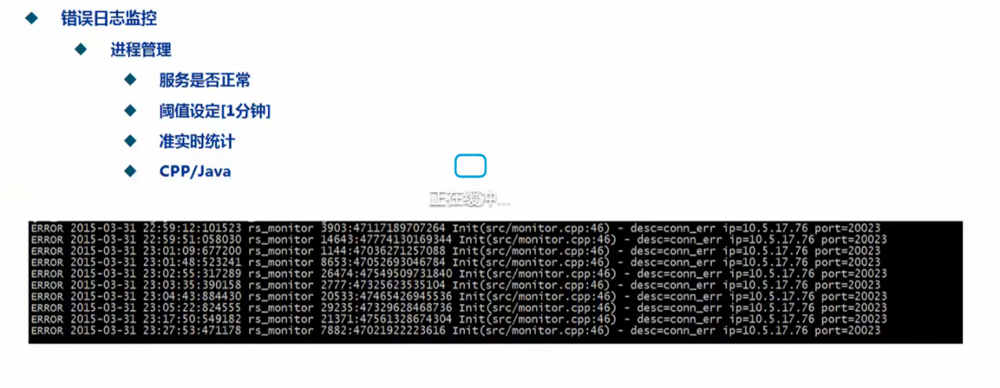 错误日志监控
进程管理
服务是否正常
阈值设定[1分钟]
准实时统计
CPP/Java
正在缓冲...
ERROR 2015-03-31 22:59:12:101523 rs_monitor 3903:47117189707264 Init(src/monitor.cpp:46) - desc=conn_err ip=10.5.17.76 port=20023
ERROR 2015-03-31 22:59:51:058030 rs_monitor 14643:47774130169344 Init(src/monitor.cpp:46) - desc=conn_err ip=10.5.17.76 port=20023
ERROR 2015-03-31 23:01:09:677200 rs_monitor 1144:47036271257088 Init(src/monitor.cpp:46) - desc=conn_err ip=10.5.17.76 port=20023
ERROR 2015-03-31 23:01:48:523241 rs_monitor 8653:47052693046784 Init(src/monitor.cpp:46) - desc=conn_err ip=10.5.17.76 port=20023
ERROR 2015-03-31 23:02:55:317289 rs_monitor 26474:47549509731840 Init(src/monitor.cpp:46) - desc=conn_err ip=10.5.17.76 port=20023
ERROR 2015-03-31 23:03:35:390158 rs_monitor 2777:47325623535104 Init(src/monitor.cpp:46) - desc=conn_err ip=10.5.17.76 port=20023
ERROR 2015-03-31 23:04:43:884430 rs_monitor 20533:47465426945536 Init(src/monitor.cpp:46) - desc=conn_err ip=10.5.17.76 port=20023
ERROR 2015-03-31 23:05:22:824555 rs_monitor 29235:47329628468736 Init(src/monitor.cpp:46) - desc=conn_err ip=10.5.17.76 port=20023
ERROR 2015-03-31 23:17:50:549182 rs_monitor 21371:47561328674304 Init(src/monitor.cpp:46) - desc=conn_err ip=10.5.17.76 port=20023
ERROR 2015-03-31 23:27:53:471178 rs_monitor 7882:47021922223616 Init(src/monitor.cpp:46) - desc=conn_err ip=10.5.17.76 port=20023